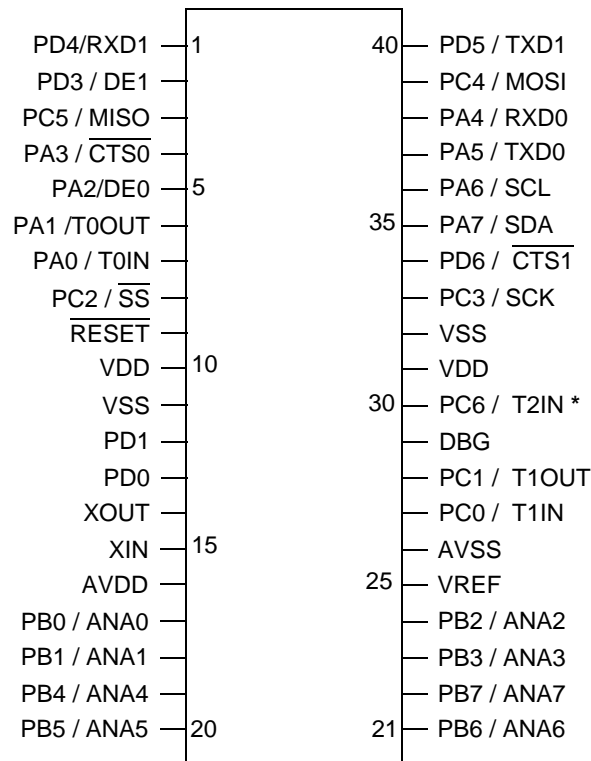 PD4/RXD1 1 40 PD5 / TXD1
PD3 / DE1 PC4 / MOSI
PC5 / MISO PA4 / RXD0
PA3 / CTS0 PA5 / TXD0
PA2/DE0 5 PA6 / SCL
PA1 /T0OUT 35 PA7 / SDA
PA0 / T0IN PD6 / CTS1
PC2 / SS PC3 / SCK
RESET VSS
VDD 10 VDD
VSS 30 PC6 / T2IN *
PD1 DBG
PD0 PC1 / T1OUT
XOUT PC0 / T1IN
XIN 15 AVSS
AVDD 25 VREF
PB0 / ANA0 PB2 / ANA2
PB1 / ANA1 PB3 / ANA3
PB4 / ANA4 PB7 / ANA7
PB5 / ANA5 20 21 PB6 / ANA6